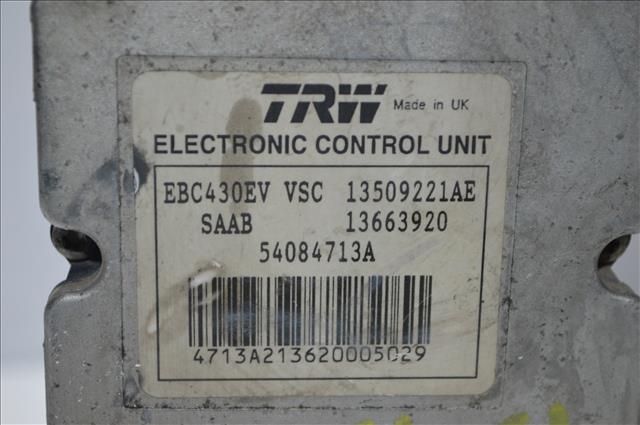 TRW Made in UK
ELECTRONIC CONTROL UNIT
EBC430EV VSC 13509221AE
SAAB 13663920
54084713A
4713A213620005029